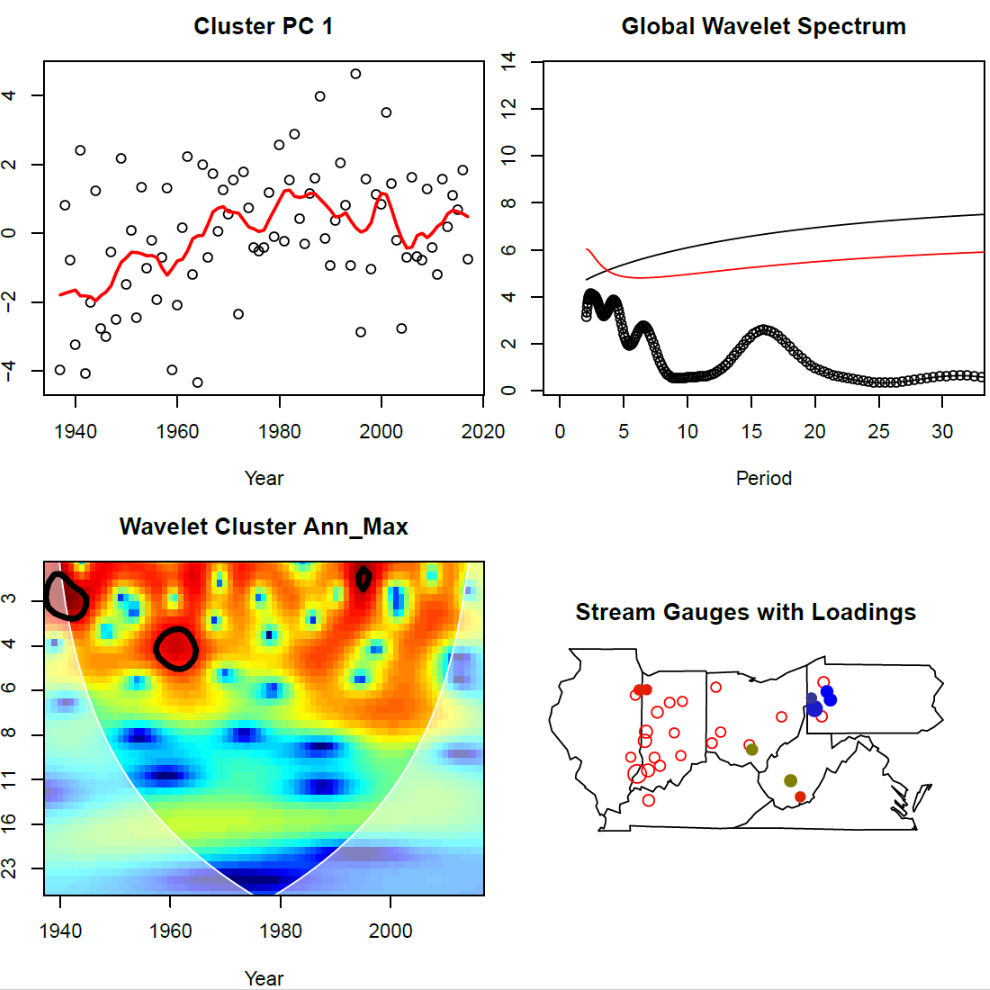 Cluster PC 1
4
2
0
−2
−4
1940 1960 1980 2000 2020
Year
Global Wavelet Spectrum
14
12
10
8
6
4
2
0
0 5 10 15 20 25 30
Period
Wavelet Cluster Ann_Max
3
4
6
8
11
16
23
1940 1960 1980 2000
Year
Stream Gauges with Loadings